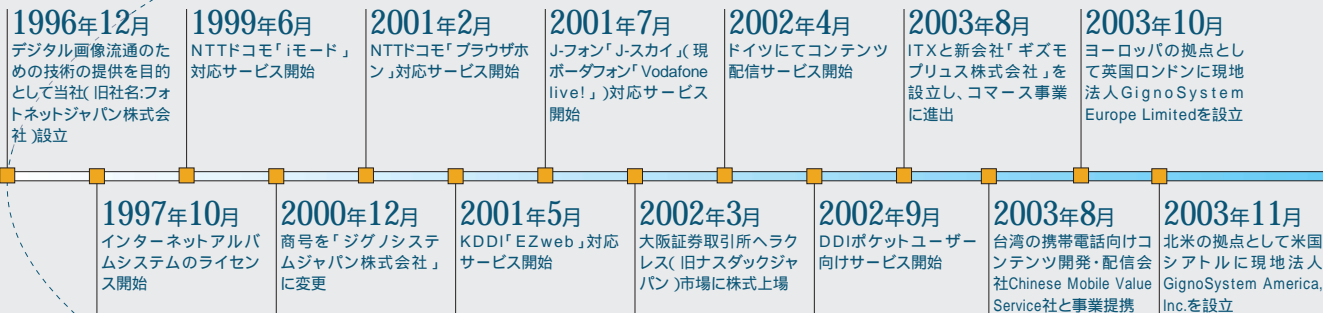 1996年12月
デジタル画像流通のた
めの技術の提供を目的
として当社(旧社名:フォ
トネットジャパン株式会
社)設立
1997年10月
インターネットアルバ
ムシステムのライセン
ス開始
1999年6月
NTTドコモ「iモード」
対応サービス開始
2000年12月
商号を「ジグノシステ
ムジャパン株式会社」
に変更
2001年2月
NTTドコモ「ブラウザホ
ン」対応サービス開始
2001年5月
KDDI「EZweb」対応
サービス開始
2001年7月
J-フォン「J-スカイ」(現
ボーダフォン「Vodafone
live!」)対応サービス
開始
2002年3月
大阪証券取引所ヘラク
レス(旧ナスダックジャ
パン)市場に株式上場
2002年4月
ドイツにてコンテンツ
配信サービス開始
2002年9月
DDIポケットユーザー
向けサービス開始
2003年8月
ITXと新会社「ギズモ
プリュス株式会社」を
設立し、コマース事業
に進出
2003年8月
台湾の携帯電話向けコ
ンテンツ開発・配信会
社Chinese Mobile Value
Service社と事業提携
2003年10月
ヨーロッパの拠点とし
て英国ロンドンに現地
法人GignoSystem
Europe Limitedを設立
2003年11月
北米の拠点として米国
シアトルに現地法人
GignoSystem America,
Inc.を設立